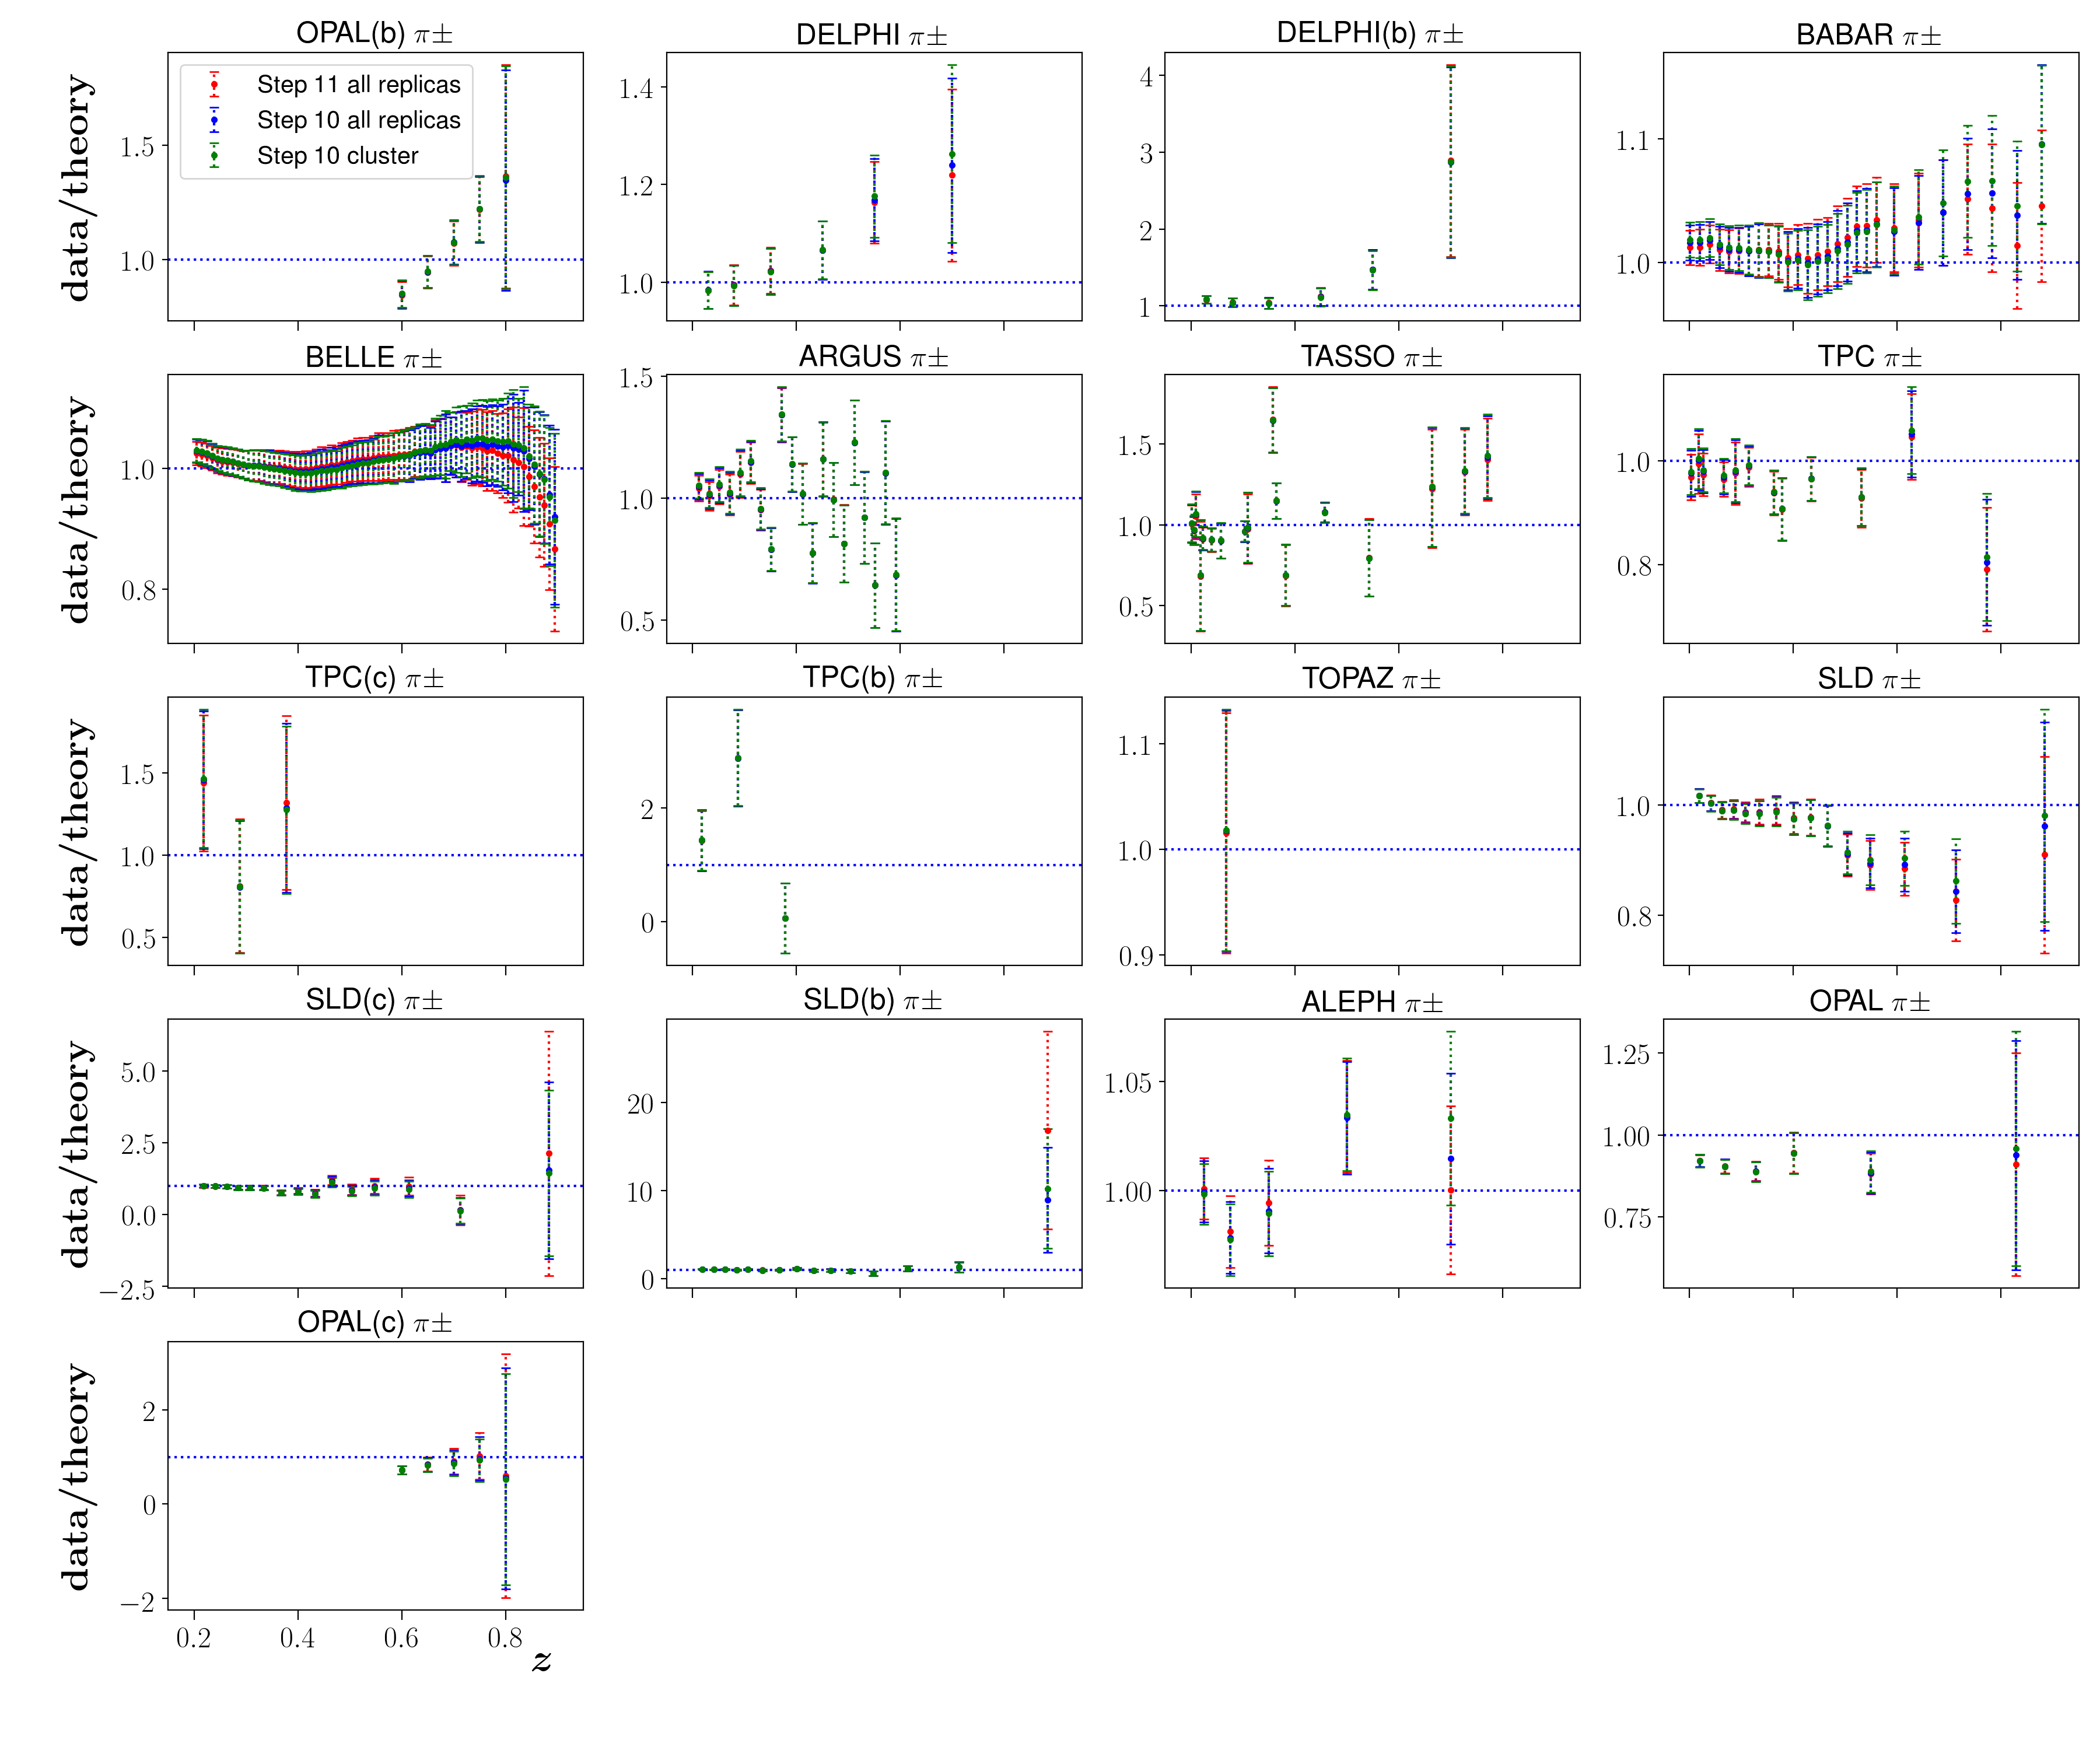 OPAL(b) π±
DELPHI π±
DELPHI(b) π±
BABAR π±
data/theory
1.5
1.0
Step 11 all replicas
Step 10 all replicas
Step 10 cluster
1.4
1.2
1.0
4
3
2
1
1.1
1.0
BELLE π±
ARGUS π±
TASSO π±
TPC π±
data/theory
1.0
0.8
1.5
1.0
0.5
1.5
1.0
0.5
1.0
0.8
TPC(c) π±
TPC(b) π±
TOPAZ π±
SLD π±
data/theory
1.5
1.0
0.5
2
0
1.1
1.0
0.9
1.0
0.8
SLD(c) π±
SLD(b) π±
ALEPH π±
OPAL π±
data/theory
5.0
2.5
0.0
−2.5
20
10
0
1.05
1.00
1.25
1.00
0.75
OPAL(c) π±
data/theory
2
0
−2
0.2 0.4 0.6 0.8
z